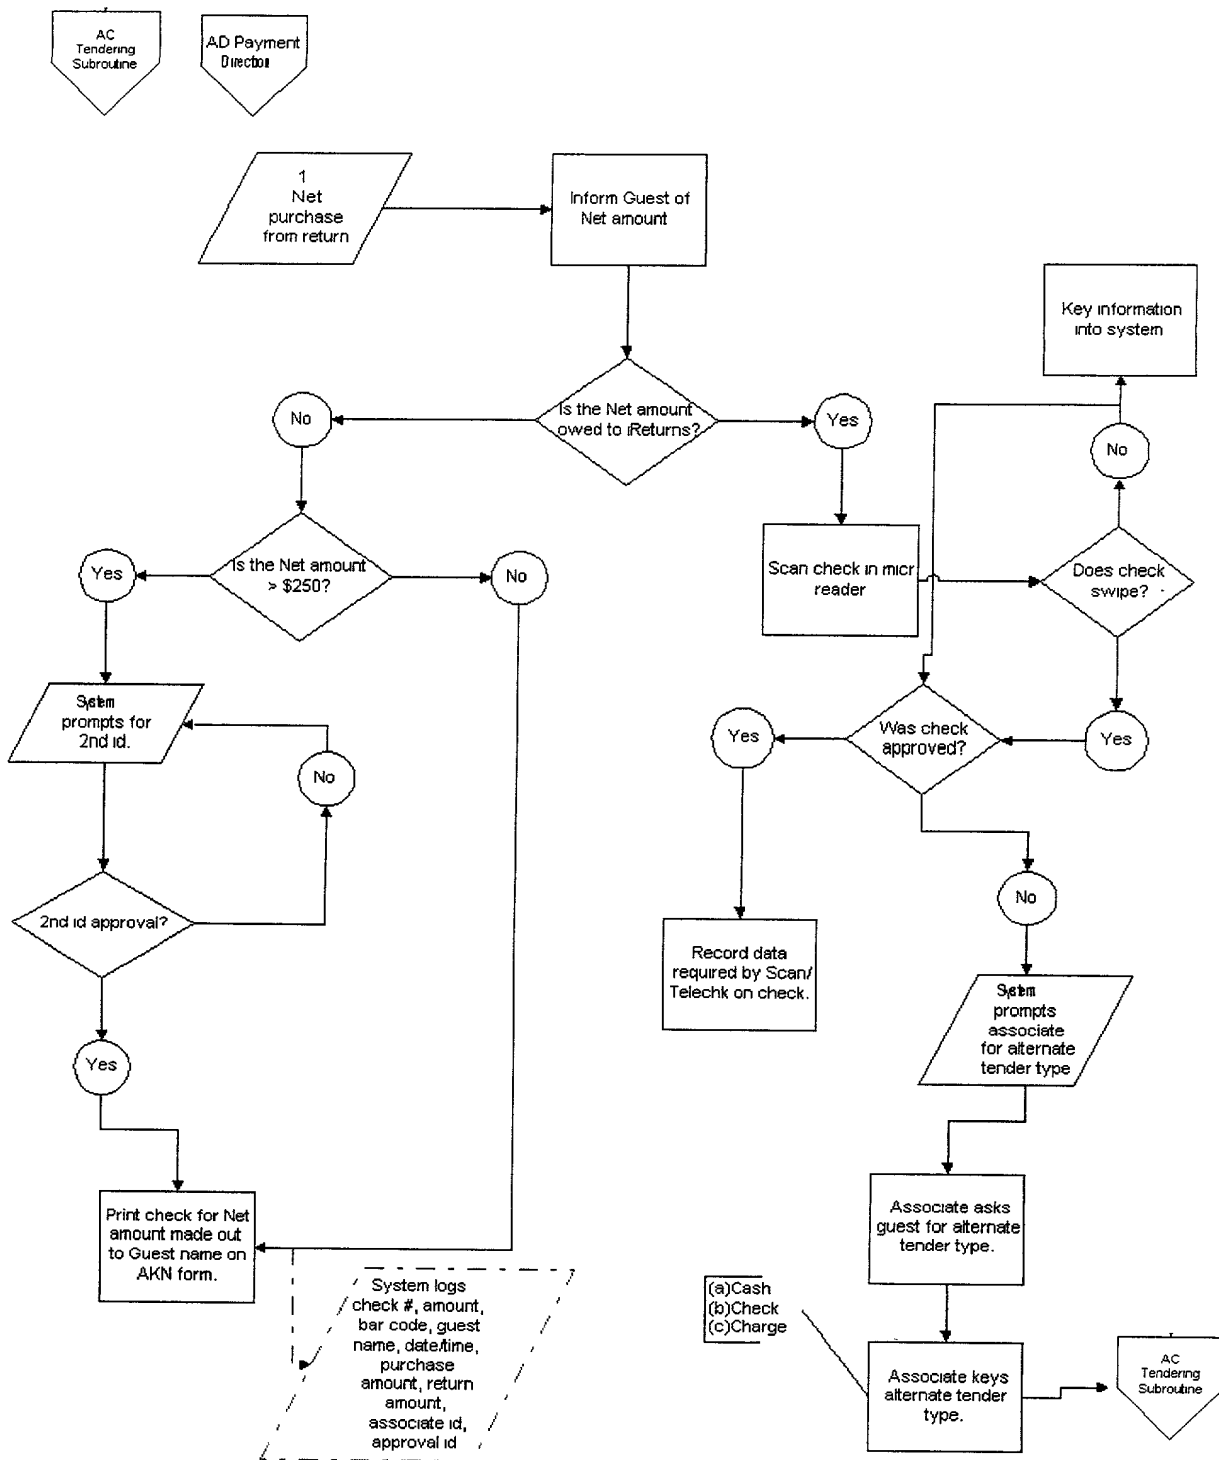 AC
Tendering
Subroutine
AD Payment
Direction
1
Net
purchase
from return
Inform Guest of
Net amount
Key information
into system
No
Is the Net amount
owed to iReturns?
Yes
No
Yes
Is the Net amount
> $250?
No
Scan check in micr
reader
Does check
swipe?
System
prompts for
2nd id.
No
Yes
Was check
approved?
Yes
2nd id approval?
No
Record data
required by Scan/
Telechk on check.
System
prompts
associate
for alternate
tender type
Yes
Print check for Net
amount made out
to Guest name on
AKN form.
Associate asks
guest for alternate
tender type.
System logs
check #, amount,
bar code, guest
name, date/time,
purchase
amount, return
amount,
associate id,
approval id
(a)Cash
(b)Check
(c)Charge
Associate keys
alternate tender
type.
AC
Tendering
Subroutine